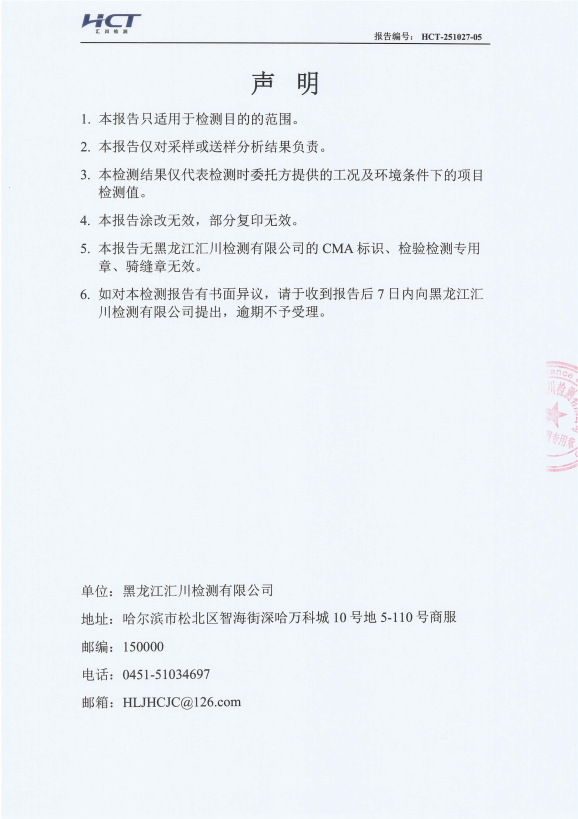 HCT
汇川检测
报告编号： HCT-251027-05
声 明
1. 本报告只适用于检测目的的范围。
2. 本报告仅对采样或送样分析结果负责。
3. 本检测结果仅代表检测时委托方提供的工况及环境条件下的项目
检测值。
4. 本报告涂改无效，部分复印无效。
5. 本报告无黑龙江汇川检测有限公司的 CMA 标识、检验检测专用
章、骑缝章无效。
6. 如对本检测报告有书面异议，请于收到报告后 7 日内向黑龙江汇
川检测有限公司提出，逾期不予受理。
川检测
专用章
单位：黑龙江汇川检测有限公司
地址：哈尔滨市松北区智海街深哈万科城 10 号地 5-110 号商服
邮编：150000
电话：0451-51034697
邮箱：HLJHCJC@126.com